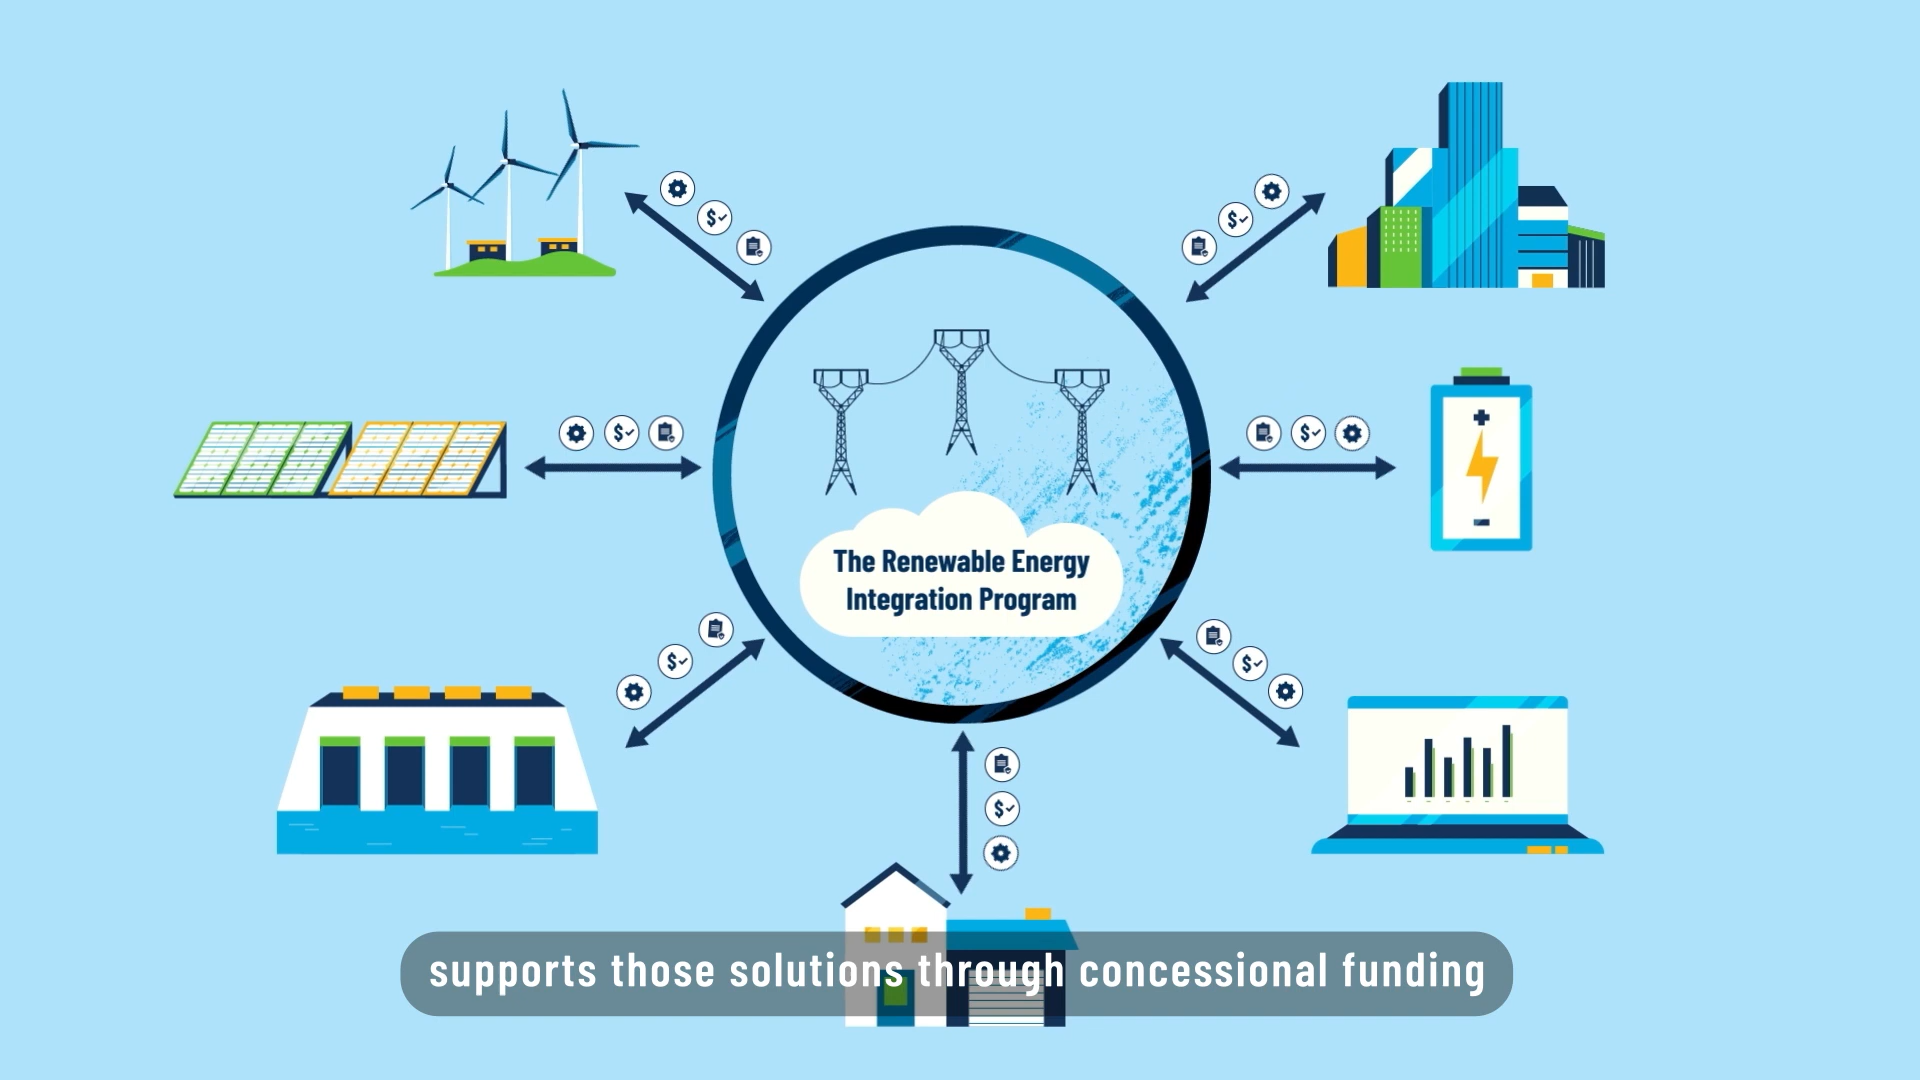 The Renewable Energy
Integration Program
supports those solutions through concessional funding